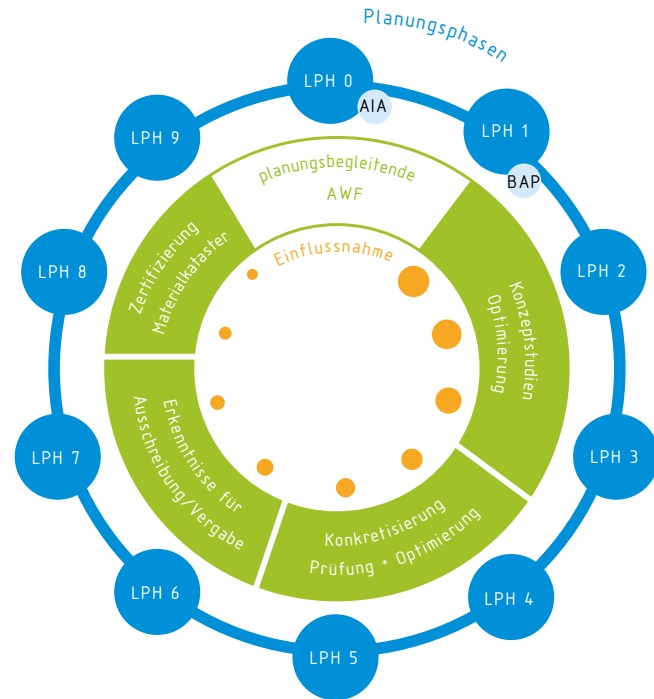 Planungsphasen
LPH 0
AIA
LPH 1
BAP
LPH 2
LPH 3
LPH 4
LPH 5
LPH 6
LPH 7
LPH 8
LPH 9
planungsbegleitende
AWF
Konzeptstudien
Optimierung
Konkretisierung
Prüfung + Optimierung
Erkenntnisse für
Ausschreibung/Vergabe
Zertifizierung
Materialkataster
Einflussnahme